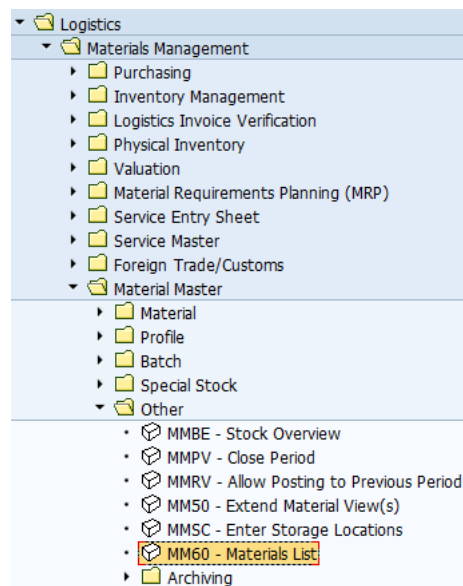 Logistics
Materials Management
Purchasing
Inventory Management
Logistics Invoice Verification
Physical Inventory
Valuation
Material Requirements Planning (MRP)
Service Entry Sheet
Service Master
Foreign Trade/Customs
Material Master
Material
Profile
Batch
Special Stock
Other
MMBE - Stock Overview
MMPV - Close Period
MMRV - Allow Posting to Previous Period
MM50 - Extend Material View(s)
MMSC - Enter Storage Locations
MM60 - Materials List
Archiving